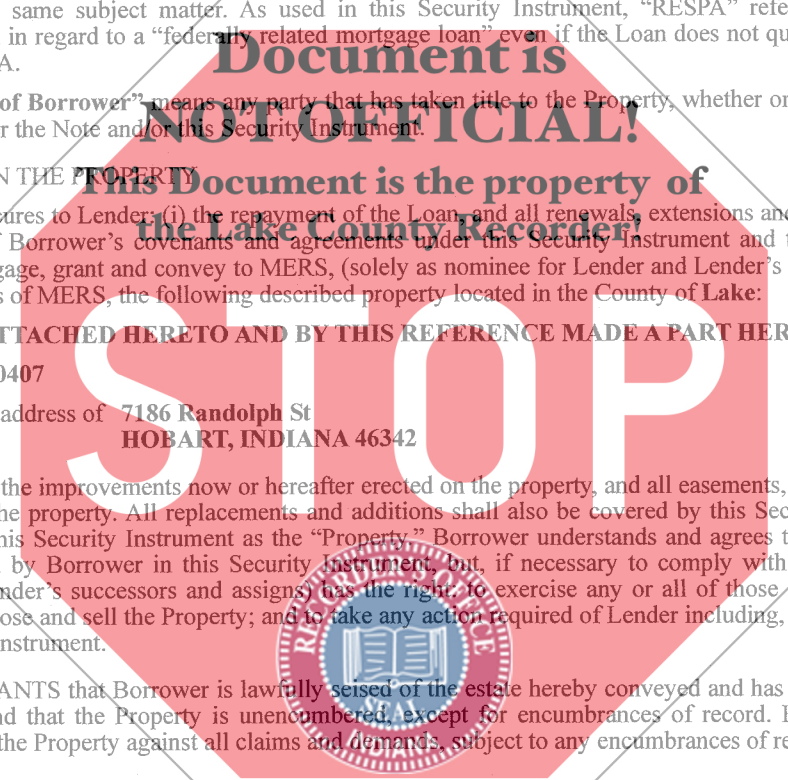 same subject matter. As used in this Security Instrument, “RESPA” refe
in regard to a “federally related mortgage loan” even if the Loan does not qu
A.
Document is
of Borrower” means any party that has taken title to the Property, whether or
NOT OFFICIAL!
r the Note and/or this Security Instrument.
N THE PROPERTY
This Document is the property of
ures to Lender: (i) the repayment of the Loan, and all renewals, extensions and
the Lake County Recorder!
f Borrower’s covenants and agreements under this Security Instrument and t
gage, grant and convey to MERS, (solely as nominee for Lender and Lender’s
s of MERS, the following described property located in the County of Lake:
TTACHED HERETO AND BY THIS REFERENCE MADE A PART HER
0407
address of 7186 Randolph St
HOBART, INDIANA 46342
STOP
the improvements now or hereafter erected on the property, and all easements,
he property. All replacements and additions shall also be covered by this Sec
his Security Instrument as the “Property.” Borrower understands and agrees t
by Borrower in this Security Instrument, but, if necessary to comply with
nder’s successors and assigns) has the right: to exercise any or all of those
ose and sell the Property; and to take any action required of Lender including,
nstrument.
RECORDER'S OFFICE
SEAL
INDIANA
ANTS that Borrower is lawfully seised of the estate hereby conveyed and has
nd that the Property is unencumbered, except for encumbrances of record. B
the Property against all claims and demands, subject to any encumbrances of re